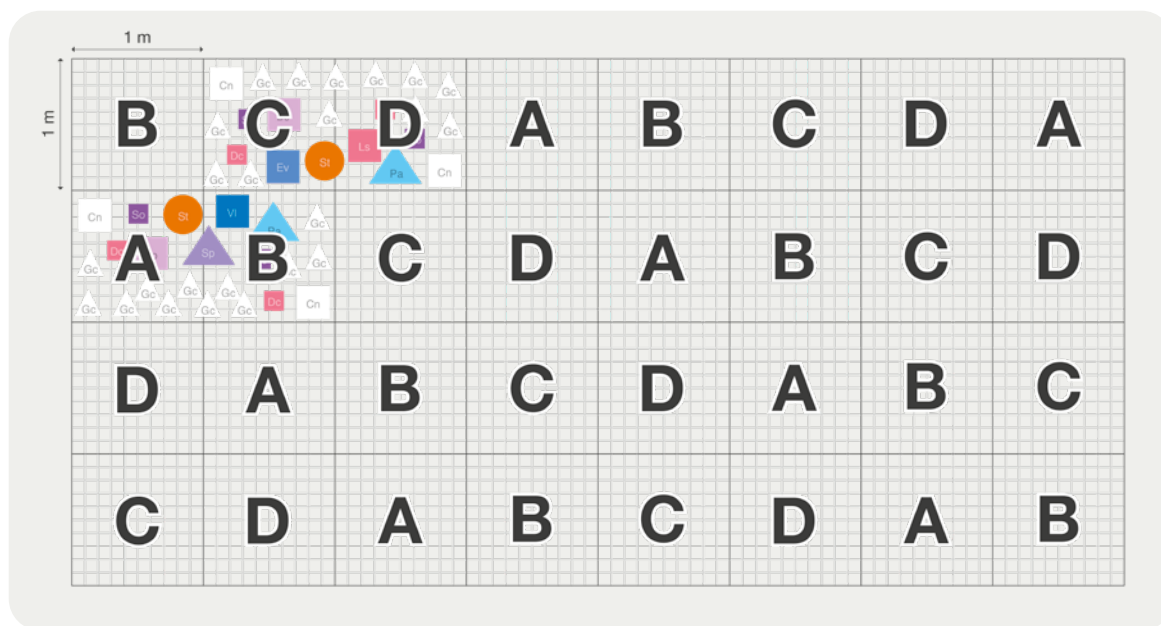 1 m
1 m
Cn Gc Gc Gc Gc Gc Gc
B C D A B C D A
Gc Gc Gc
Dc Ev St Ls Pa Cn
Gc Gc
Cn So St Vl Gc
A B C D A B C D
Gc Sp Gc
Gc Gc Gc
Gc Gc Gc Gc Gc Dc Cn
D A B C D A B C
C D A B C D A B